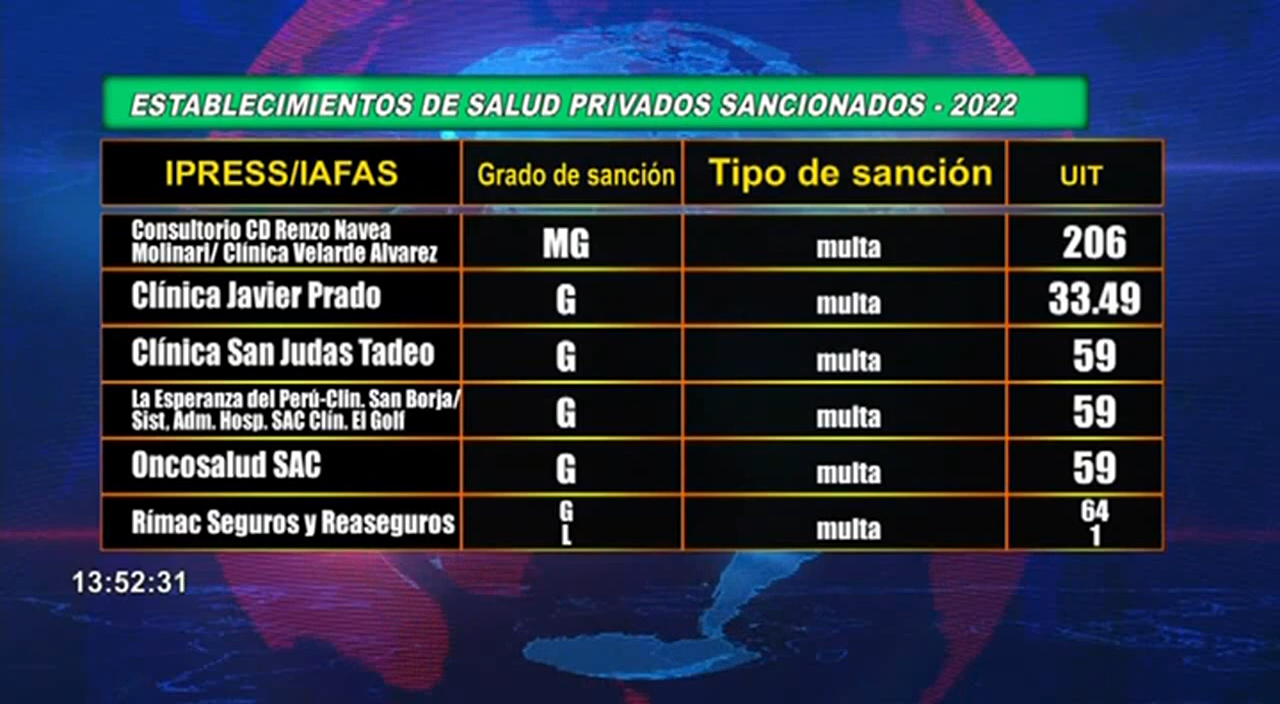 ESTABLECIMIENTOS DE SALUD PRIVADOS SANCIONADOS - 2022
IPRESS/IAFAS Grado de sanción Tipo de sanción UIT
Consultorio CD Renzo Navea
Molinari/ Clínica Velarde Alvarez MG multa 206
Clínica Javier Prado G multa 33.49
Clínica San Judas Tadeo G multa 59
La Esperanza del Perú-Clin. San Borja/
Sist. Adm. Hosp. SAC Clín. El Golf G multa 59
Oncosalud SAC G multa 59
Rímac Seguros y Reaseguros G multa 64
L 1
13:52:31